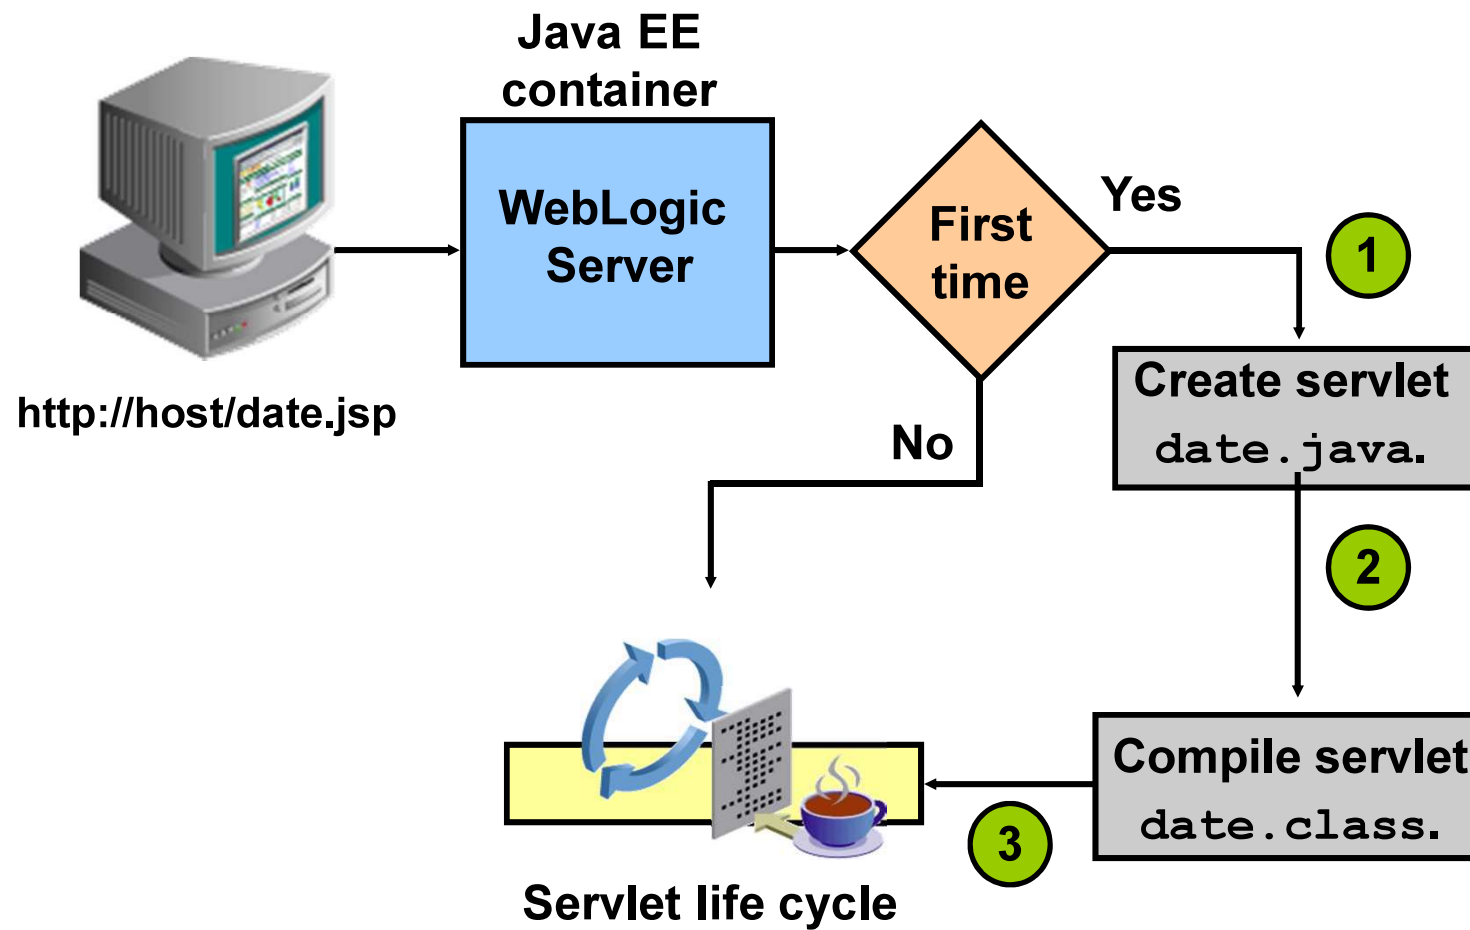 Java EE
container
WebLogic
Server
First
time
Yes
1
http://host/date.jsp
No
Create servlet
date.java.
2
Compile servlet
date.class.
3
Servlet life cycle